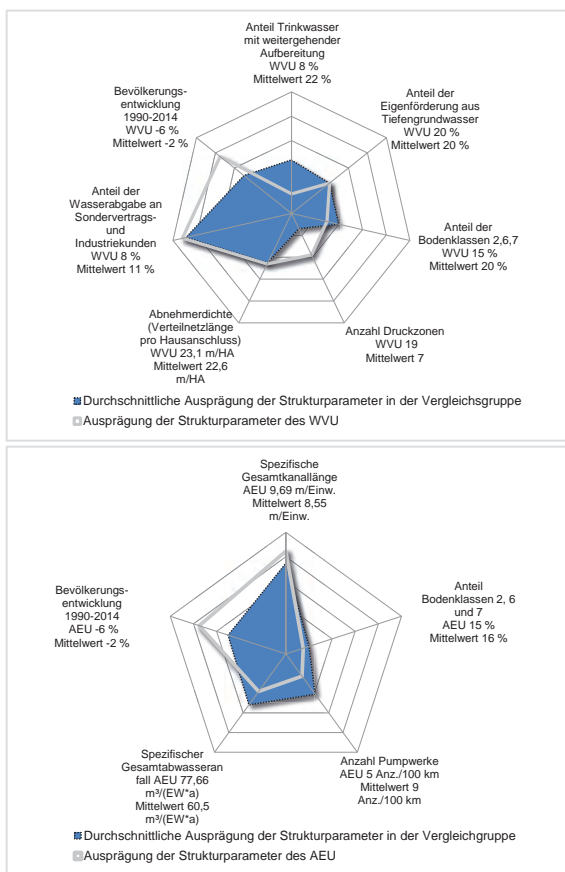 Anteil Trinkwasser
mit weitergehender
Aufbereitung
WVU 8 %
Mittelwert 22 %
Anteil der
Eigenförderung aus
Tiefengrundwasser
WVU 20 %
Mittelwert 20 %
Anteil der
Bodenklassen 2,6,7
WVU 15 %
Mittelwert 20 %
Anzahl Druckzonen
WVU 19
Mittelwert 7
Abnehmerdichte
(Verteilnetzlänge
pro Hausanschluss)
WVU 23,1 m/HA
Mittelwert 22,6
m/HA
Anteil der
Wasserabgabe an
Sondervertrags-
und
Industriekunden
WVU 8 %
Mittelwert 11 %
Bevölkerungs-
entwicklung
1990-2014
WVU -6 %
Mittelwert -2 %
Durchschnittliche Ausprägung der Strukturparameter in der Vergleichsgruppe
Ausprägung der Strukturparameter des WVU
Spezifische
Gesamtkanallänge
AEU 9,69 m/Einw.
Mittelwert 8,55
m/Einw.
Anteil
Bodenklassen 2, 6
und 7
AEU 15 %
Mittelwert 16 %
Anzahl Pumpwerke
AEU 5 Anz./100 km
Mittelwert 9
Anz./100 km
Spezifischer
Gesamtabwasseran
fall AEU 77,66
m³/(EW*a)
Mittelwert 60,5
m³/(EW*a)
Bevölkerungs-
entwicklung
1990-2014
AEU -6 %
Mittelwert -2 %
Durchschnittliche Ausprägung der Strukturparameter in der Vergleichgruppe
Ausprägung der Strukturparameter des AEU